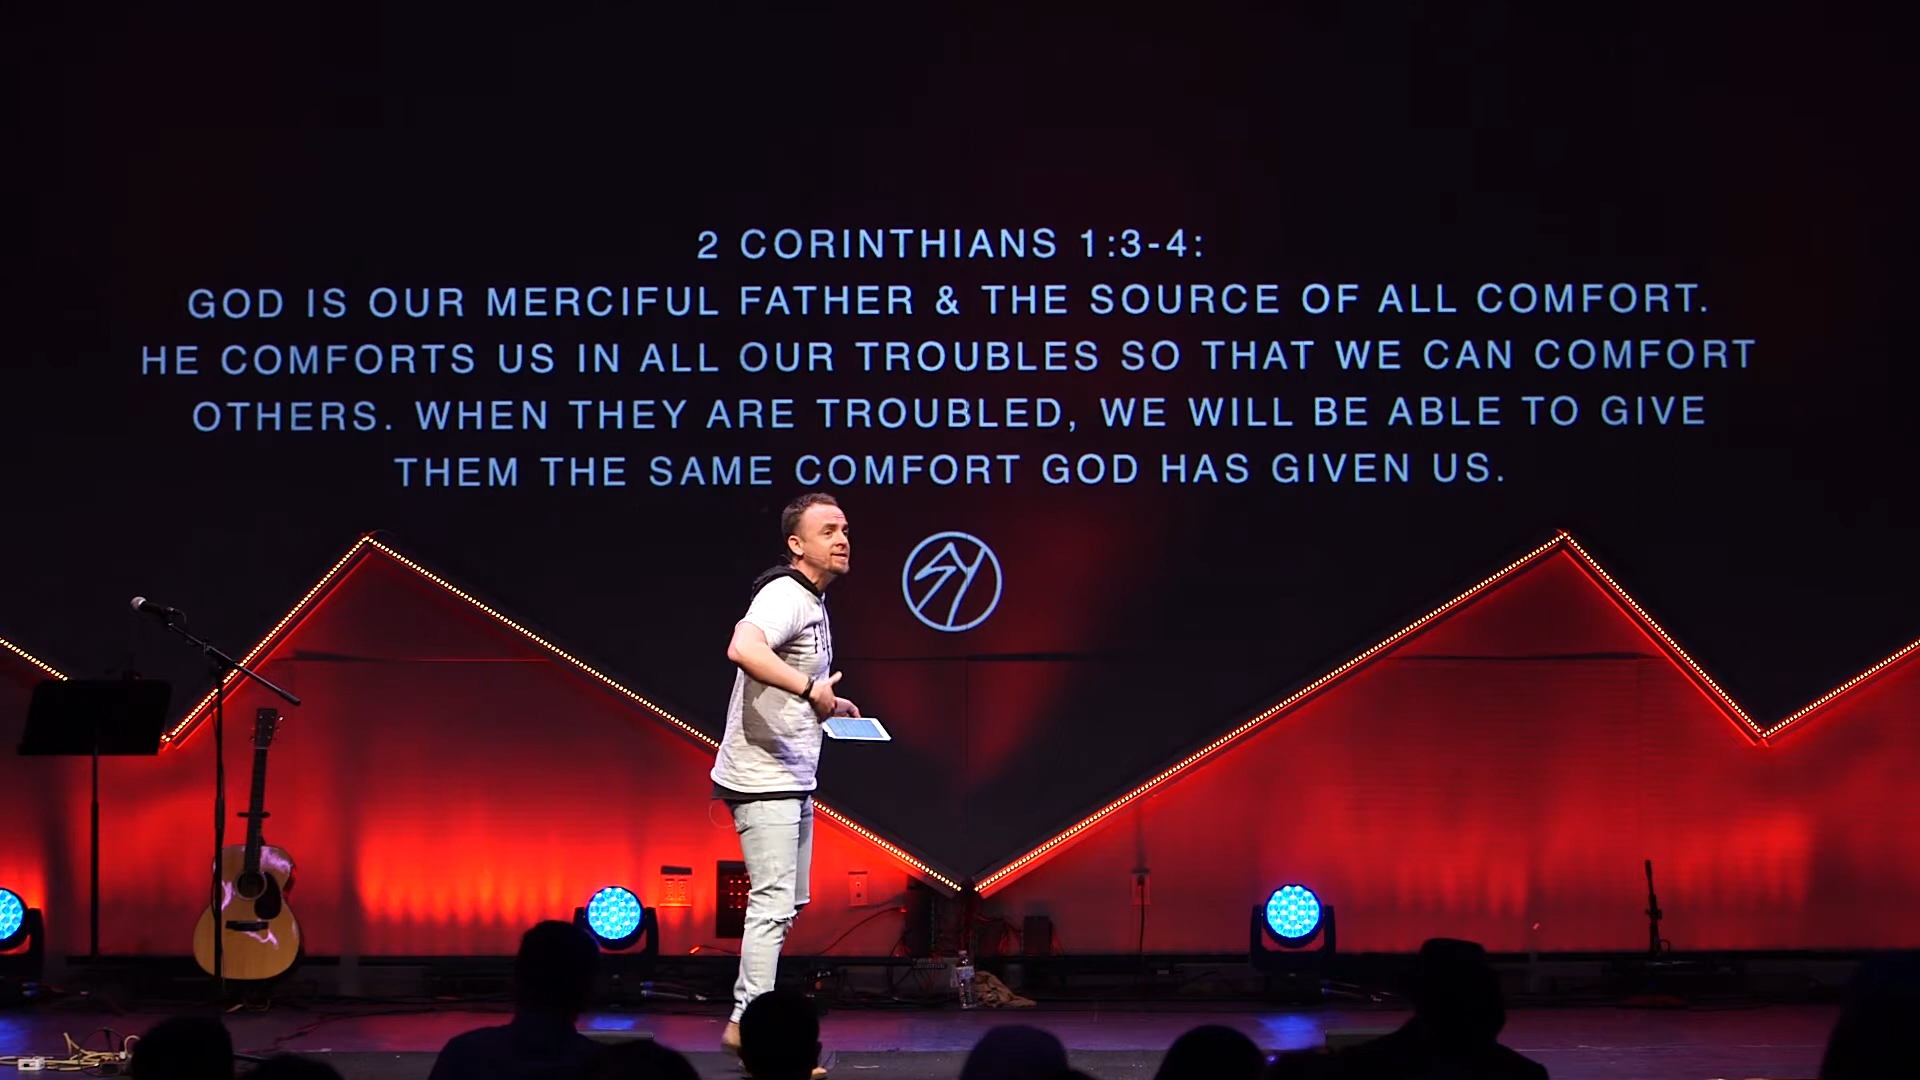 2 CORINTHIANS 1:3-4:
GOD IS OUR MERCIFUL FATHER & THE SOURCE OF ALL COMFORT.
HE COMFORTS US IN ALL OUR TROUBLES SO THAT WE CAN COMFORT
OTHERS. WHEN THEY ARE TROUBLED, WE WILL BE ABLE TO GIVE
THEM THE SAME COMFORT GOD HAS GIVEN US.
SY